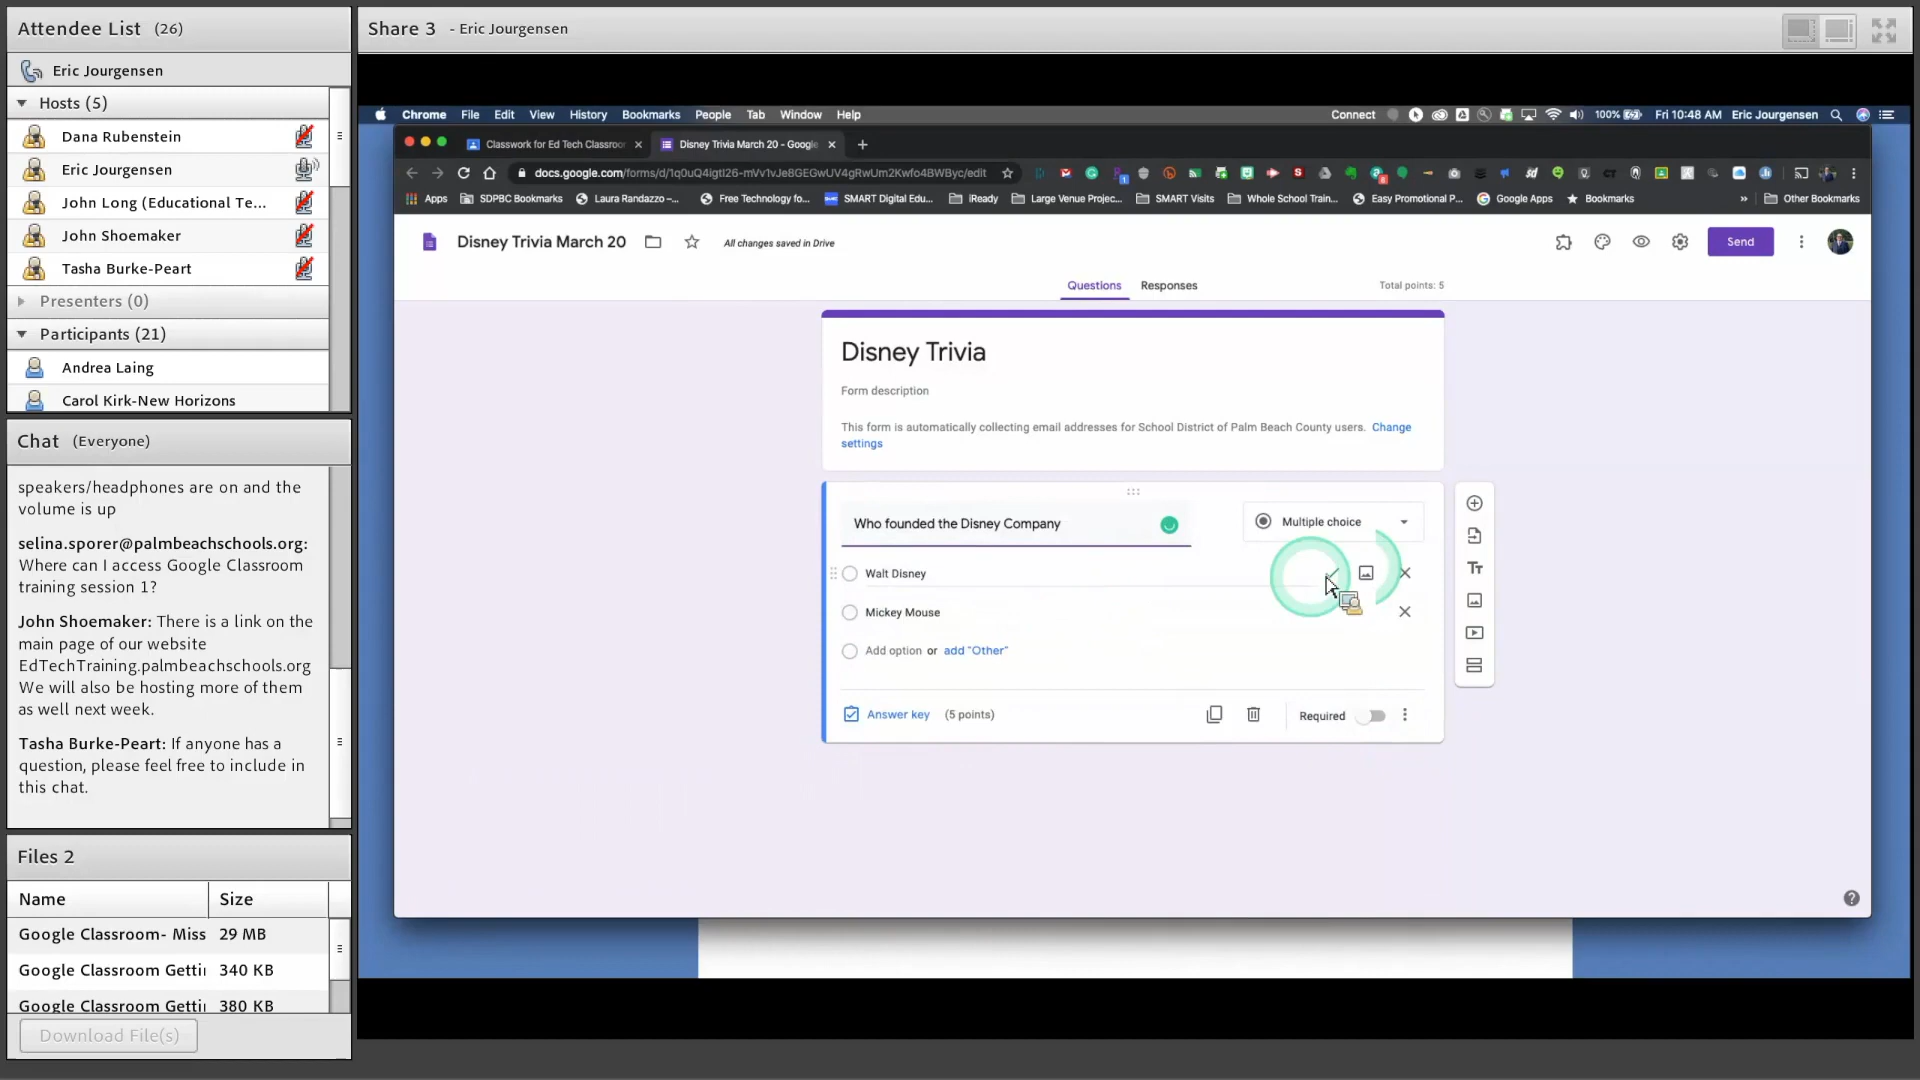 Attendee List (26)
Eric Jourgensen
Hosts (5)
Dana Rubenstein
Eric Jourgensen
John Long (Educational Te...
John Shoemaker
Tasha Burke-Peart
Presenters (0)
Participants (21)
Andrea Laing
Carol Kirk-New Horizons
Chat (Everyone)
speakers/headphones are on and the
volume is up
selina.sporer@palmbeachschools.org:
Where can I access Google Classroom
training session 1?
John Shoemaker: There is a link on the
main page of our website
EdTechTraining.palmbeachschools.org
We will also be hosting more of them
as well next week.
Tasha Burke-Peart: If anyone has a
question, please feel free to include in
this chat.
Files 2
Name Size
Google Classroom- Miss 29 MB
Google Classroom Getti 340 KB
Google Classroom Getti 380 KB
Download File(s)
Share 3 - Eric Jourgensen
Chrome File Edit View History Bookmarks People Tab Window Help Connect 100% Fri 10:48 AM Eric Jourgensen
Classwork for Ed Tech Classroom Disney Trivia March 20 - Google
docs.google.com/forms/d/1q0uQ4igtI26-mVv1vJe8GEGwUV4gRwUm2Kwfo4BWByc/edit
Apps SDPBC Bookmarks Laura Randazzo –... Free Technology fo... SMART Digital Edu... iReady Large Venue Projec... SMART Visits Whole School Train... Easy Promotional P... Google Apps Bookmarks » Other Bookmarks
Disney Trivia March 20 All changes saved in Drive Send
Questions Responses Total points: 5
Disney Trivia
Form description
This form is automatically collecting email addresses for School District of Palm Beach County users. Change
settings
Who founded the Disney Company Multiple choice
Walt Disney
Mickey Mouse
Add option or add "Other"
Answer key (5 points) Required